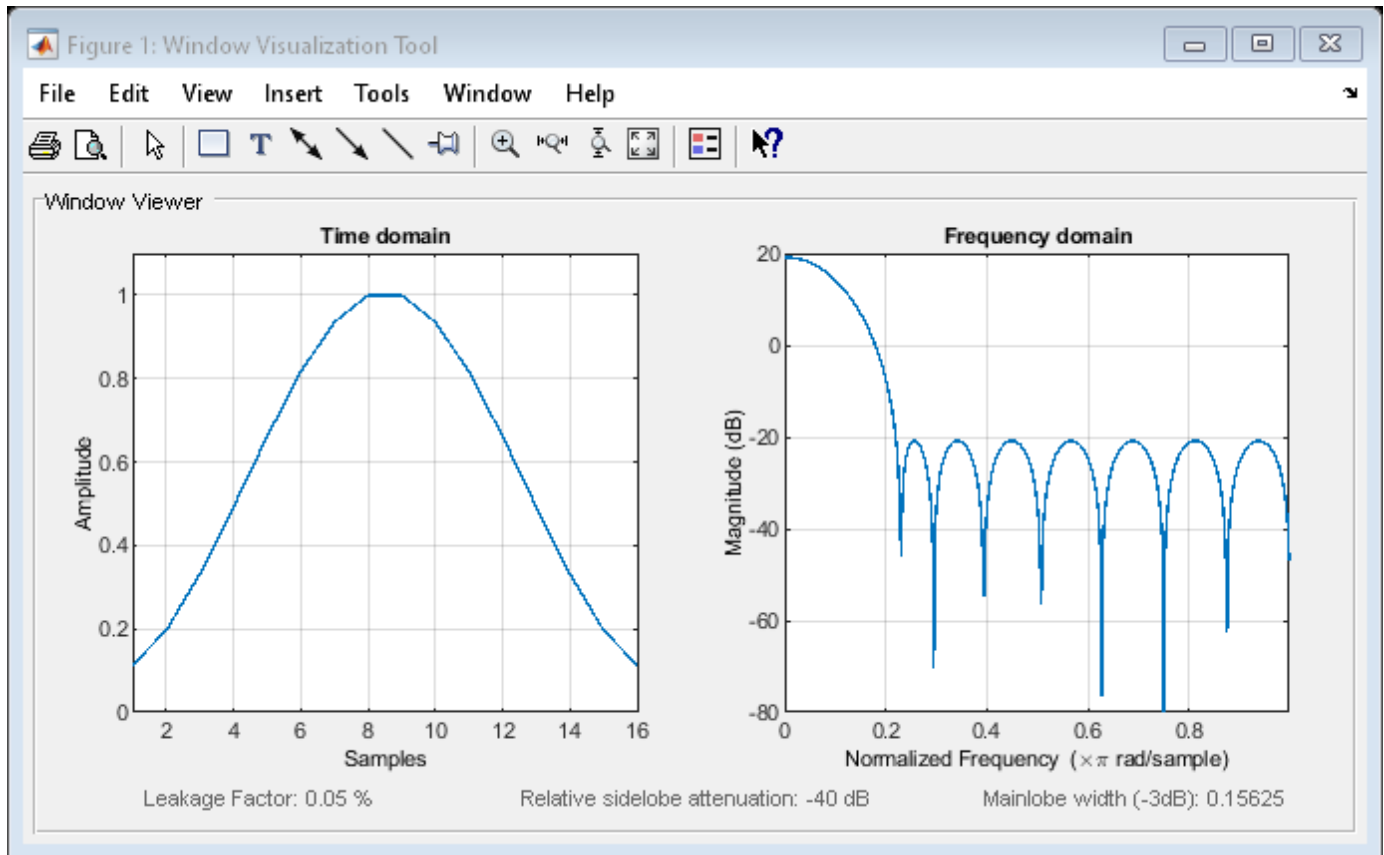 Figure 1: Window Visualization Tool
File Edit View Insert Tools Window Help
T
Window Viewer
Time domain
1
0.8
0.6
0.4
0.2
0
Amplitude
2 4 6 8 10 12 14 16
Samples
Frequency domain
20
0
-20
-40
-60
-80
Magnitude (dB)
0 0.2 0.4 0.6 0.8
Normalized Frequency (×π rad/sample)
Leakage Factor: 0.05 %
Relative sidelobe attenuation: -40 dB
Mainlobe width (-3dB): 0.15625